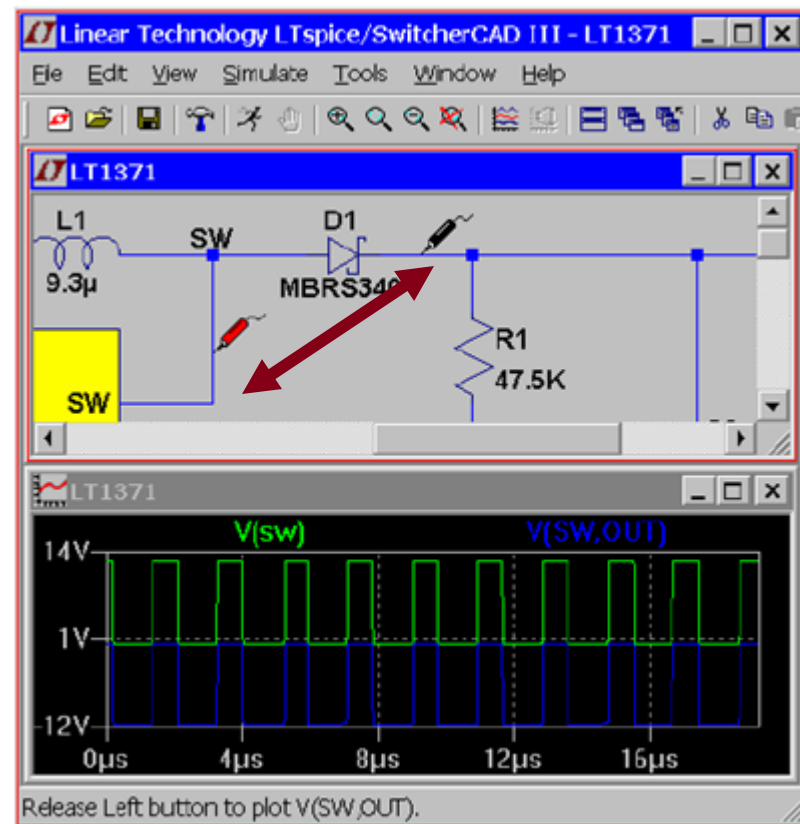 Linear Technology LTspice/SwitcherCAD III - LT1371
File Edit View Simulate Tools Window Help
LT1371
L1
SW
D1
9.3µ
MBRS340
R1
47.5K
SW
LT1371
V(sw) V(SW,OUT)
14V
1V
-12V
0µs 4µs 8µs 12µs 16µs
Release Left button to plot V(SW,OUT).